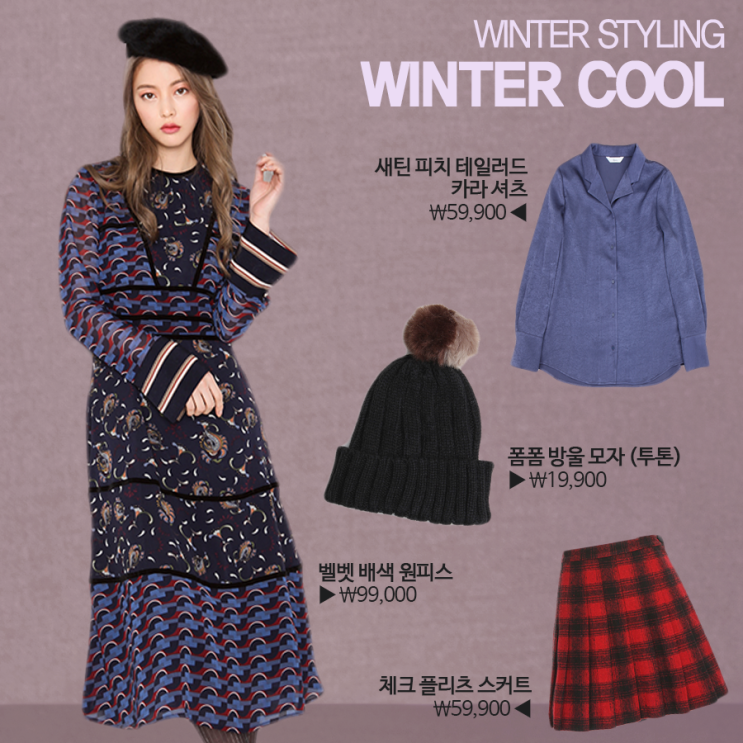 WINTER STYLING
WINTER COOL
새틴 피치 테일러드
카라 셔츠
₩59,900 ◀
폼폼 방울 모자 (투톤)
▶ ₩19,900
벨벳 배색 원피스
▶ ₩99,000
체크 플리츠 스커트
₩59,900 ◀